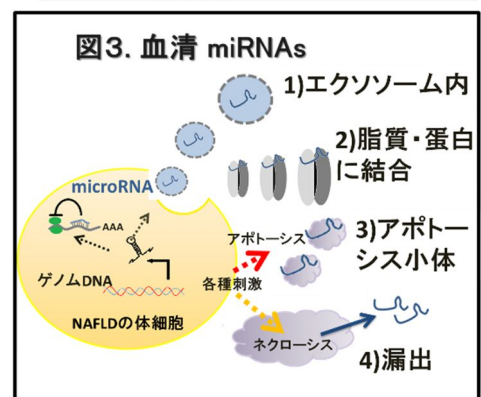 図3. 血清 miRNAs
1)エクソソーム内
2)脂質・蛋白
に結合
microRNA
AAA
アポトーシス
3)アポトー
シス小体
ゲノムDNA
各種刺激
NAFLDの体細胞
ネクローシス
4)漏出